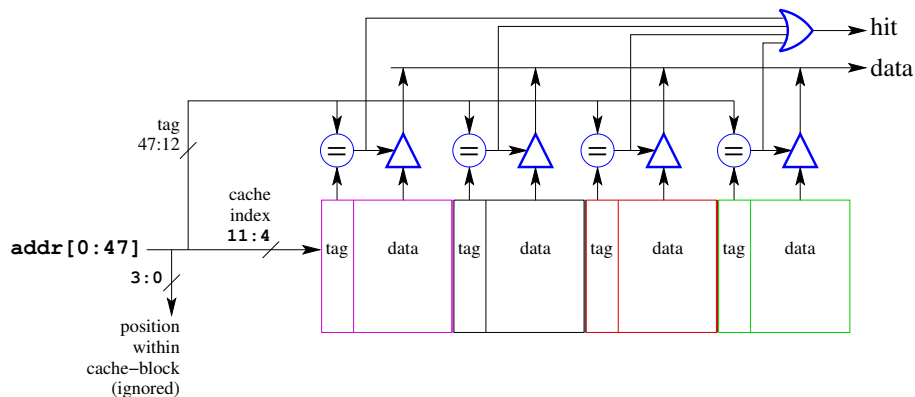 hit
data
tag
47:12
=
=
=
=
cache
index
11:4
addr[0:47]
3:0
tag data tag data tag data tag data
position
within
cache-block
(ignored)